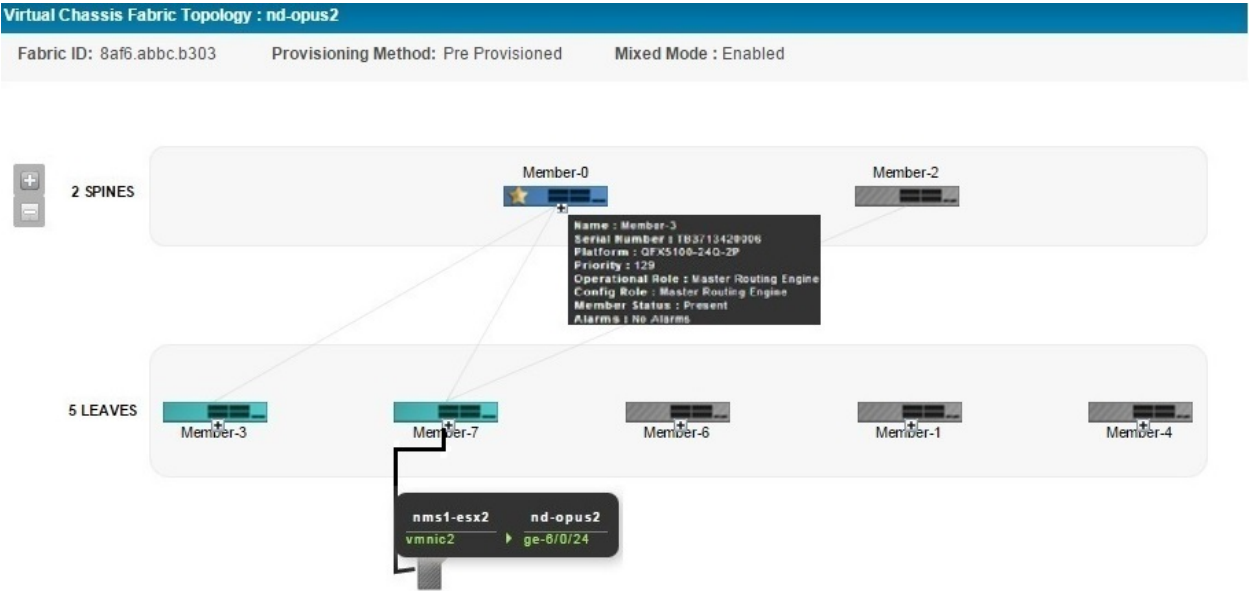 Virtual Chassis Fabric Topology : nd-opus2
Fabric ID: 8af6.abbc.b303 Provisioning Method: Pre Provisioned Mixed Mode : Enabled
2 SPINES
Member-0
Member-2
Name : Member-3
Serial Number : TB3713420006
Platform : QFX5100-24Q-2P
Priority : 129
Operational Role : Master Routing Engine
Config Role : Master Routing Engine
Member Status : Present
Alarms : No Alarms
5 LEAVES
Member-3
Member-7
Member-6
Member-1
Member-4
nms1-esx2 nd-opus2
vmnic2 ge-6/0/24